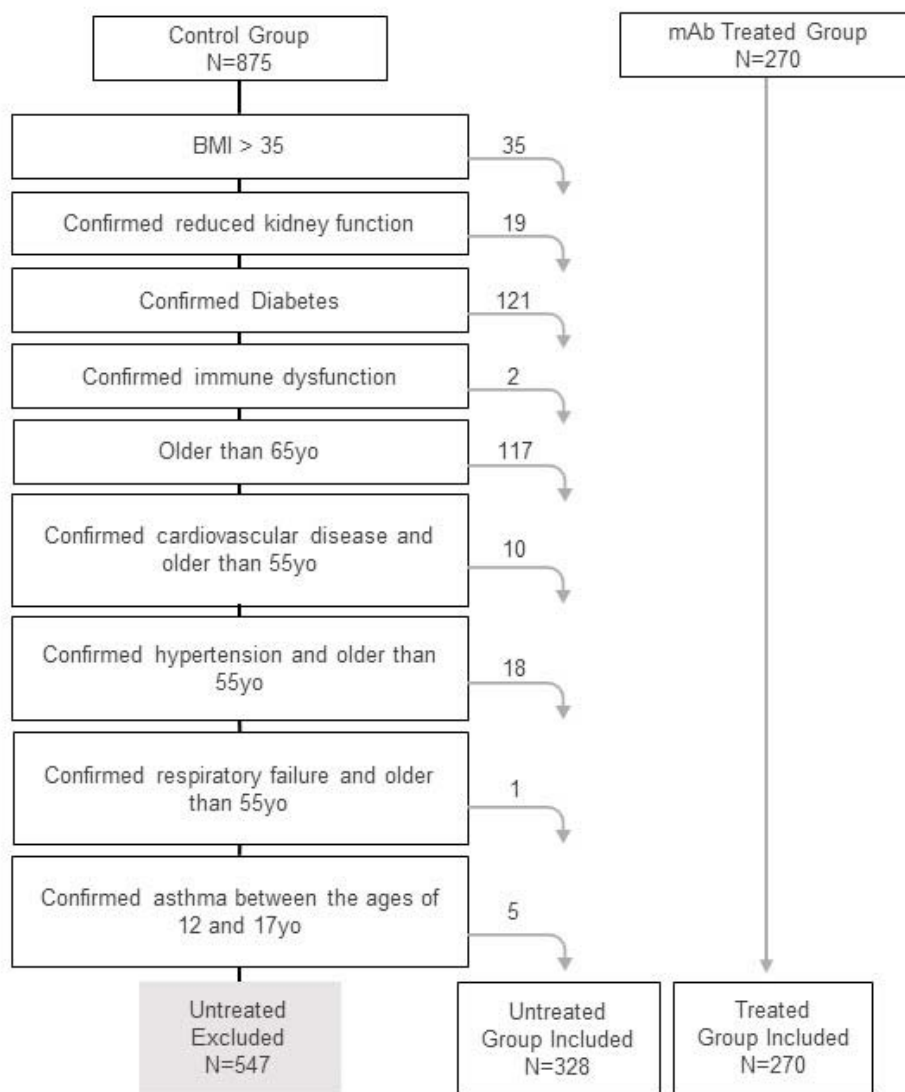 Control Group
N=875
mAb Treated Group
N=270
BMI > 35
35
Confirmed reduced kidney function
19
Confirmed Diabetes
121
Confirmed immune dysfunction
2
Older than 65yo
117
Confirmed cardiovascular disease and
older than 55yo
10
Confirmed hypertension and older than
55yo
18
Confirmed respiratory failure and older
than 55yo
1
Confirmed asthma between the ages of
12 and 17yo
5
Untreated
Excluded
N=547
Untreated
Group Included
N=328
Treated
Group Included
N=270